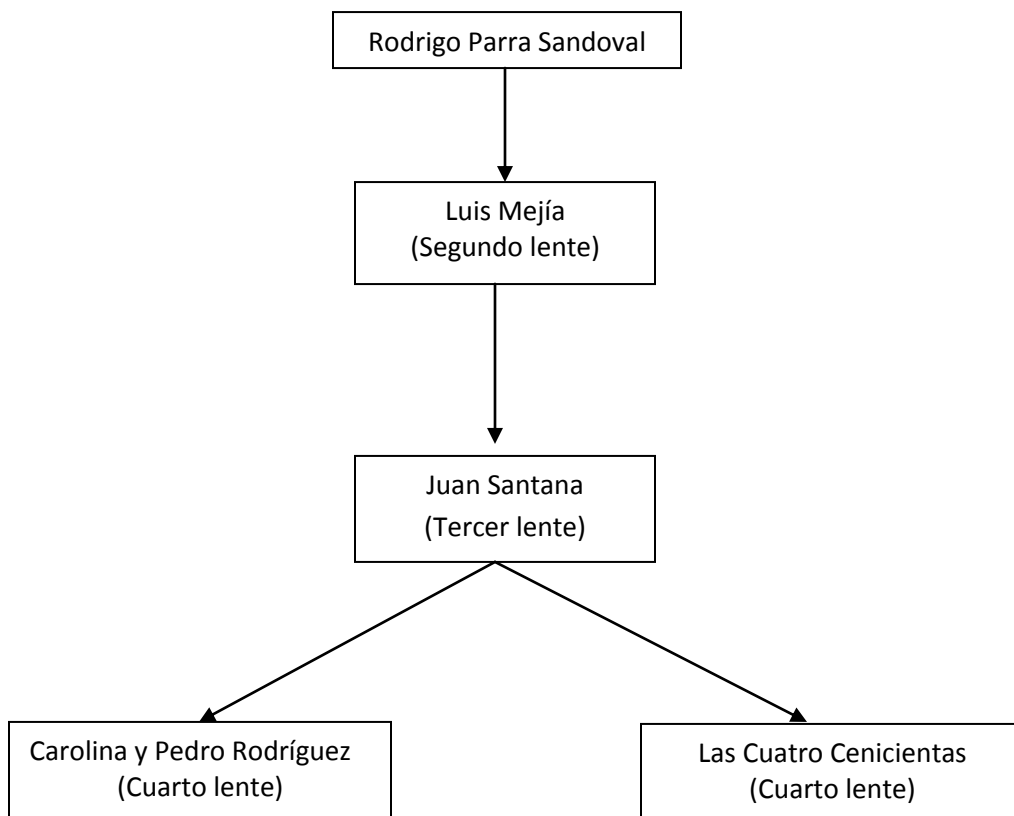 Rodrigo Parra Sandoval
Luis Mejía
(Segundo lente)
Juan Santana
(Tercer lente)
Carolina y Pedro Rodríguez
(Cuarto lente)
Las Cuatro Cenicientas
(Cuarto lente)